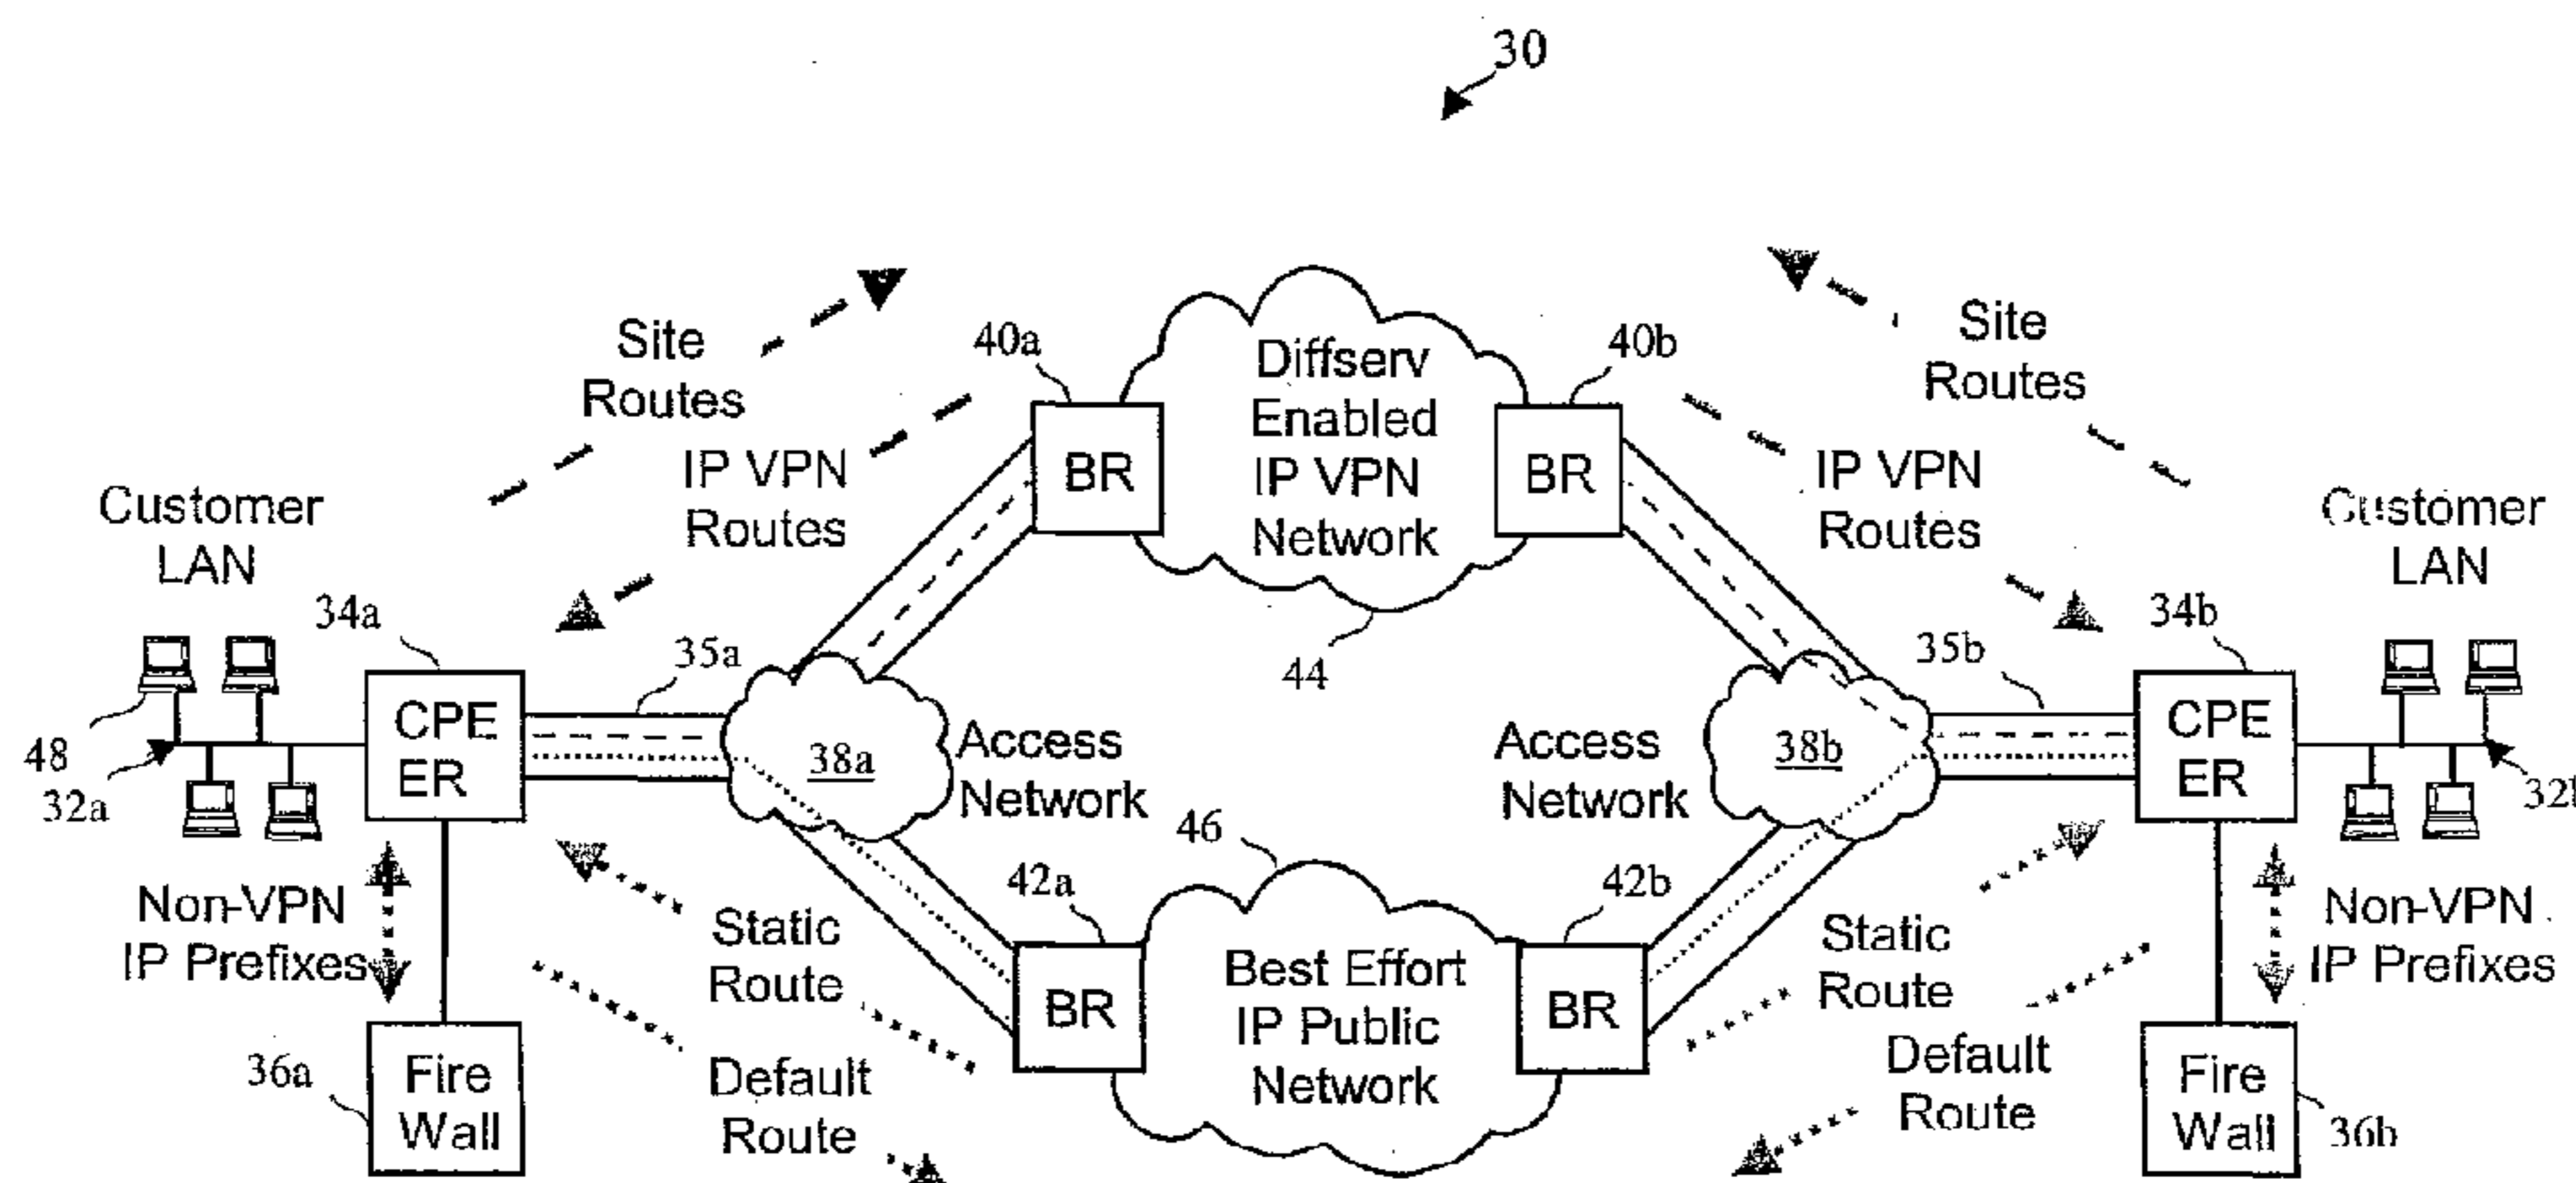 30
Site
Routes
40a
Diffserv
Enabled
IP VPN
Network
40b
Site
Routes
IP VPN
Routes
BR
BR
IP VPN
Routes
Customer
LAN
Customer
LAN
34a
35a
44
35b
34b
48
32a
CPE
ER
38a
Access
Network
Access
Network
38b
CPE
ER
Non-VPN
IP Prefixes
46
42a
42b
Non-VPN
IP Prefixes
Static
Route
BR
Best Effort
IP Public
Network
BR
Static
Route
36a
Fire
Wall
Default
Route
Default
Route
Fire
Wall
36b